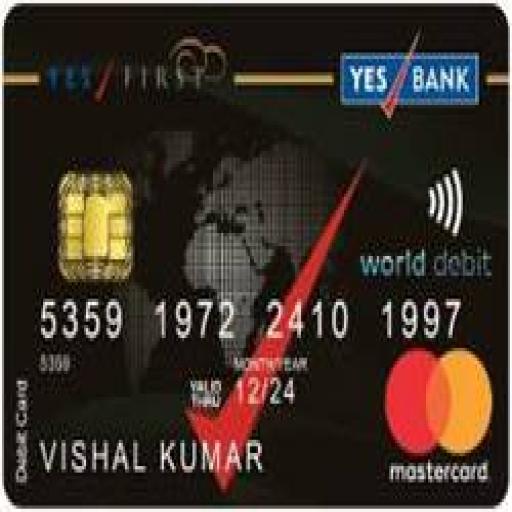 YES FIRST
YES BANK
world debit
5359 1972 2410 1997
5359
MONTH/YEAR
VALID THRU 12/24
Debit Card
VISHAL KUMAR
mastercard